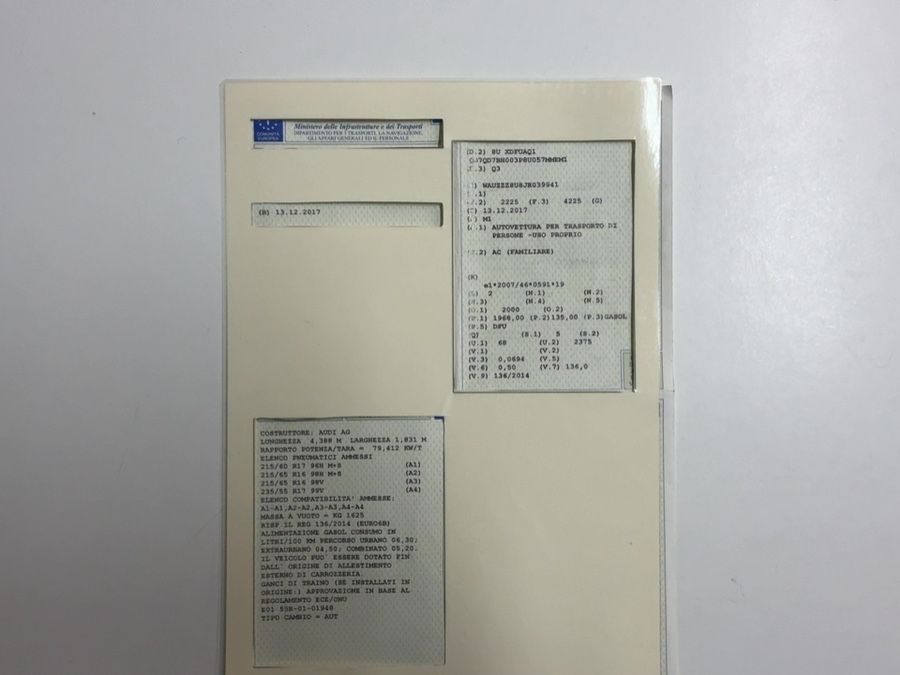 COMUNITÀ
EUROPEA
Ministero delle Infrastrutture e dei Trasporti
DIPARTIMENTO PER I TRASPORTI, LA NAVIGAZIONE,
GLI AFFARI GENERALI ED IL PERSONALE
(B) 13.12.2017
(D.2) 8U XDFUAQ1
QJ7QD7BH003P8U057MMEM1
.3) Q3
) WAUZZZ8U8JR039941
.1)
.2) 2225 (F.3) 4225 (G)
) 13.12.2017
) M1
.1) AUTOVETTURA PER TRASPORTO DI
PERSONE -USO PROPRIO
.2) AC (FAMILIARE)
(K)
e1*2007/46*0591*19
) 2 (N.1) (N.2)
(N.3) (N.4) (N.5)
(O.1) 2000 (O.2)
(P.1) 1968,00 (P.2)135,00 (P.3)GASOL
(P.5) DFU
(Q) (S.1) 5 (S.2)
(U.1) 68 (U.2) 2375
(V.1) (V.2)
(V.3) 0,0694 (V.5)
(V.6) 0,50 (V.7) 136,0
(V.9) 136/2014
COSTRUTTORE: AUDI AG
LUNGHEZZA 4,388 M LARGHEZZA 1,831 M
RAPPORTO POTENZA/TARA = 79,412 KW/T
ELENCO PNEUMATICI AMMESSI
215/60 R17 96H M+S (A1)
215/65 R16 98H M+S (A2)
215/65 R16 98V (A3)
235/55 R17 99V (A4)
ELENCO COMPATIBILITA' AMMESSE:
A1-A1,A2-A2,A3-A3,A4-A4
MASSA A VUOTO = KG 1625
RISP IL REG 136/2014 (EURO6B)
ALIMENTAZIONE GASOL CONSUMO IN
LITRI/100 KM PERCORSO URBANO 06,30;
EXTRAURBANO 04,50; COMBINATO 05,20.
IL VEICOLO PUO' ESSERE DOTATO FIN
DALL' ORIGINE DI ALLESTIMENTO
ESTERNO DI CARROZZERIA.
GANCI DI TRAINO (SE INSTALLATI IN
ORIGINE:) APPROVAZIONE IN BASE AL
REGOLAMENTO ECE/ONU
E01 55R-01-01948
TIPO CAMBIO = AUT